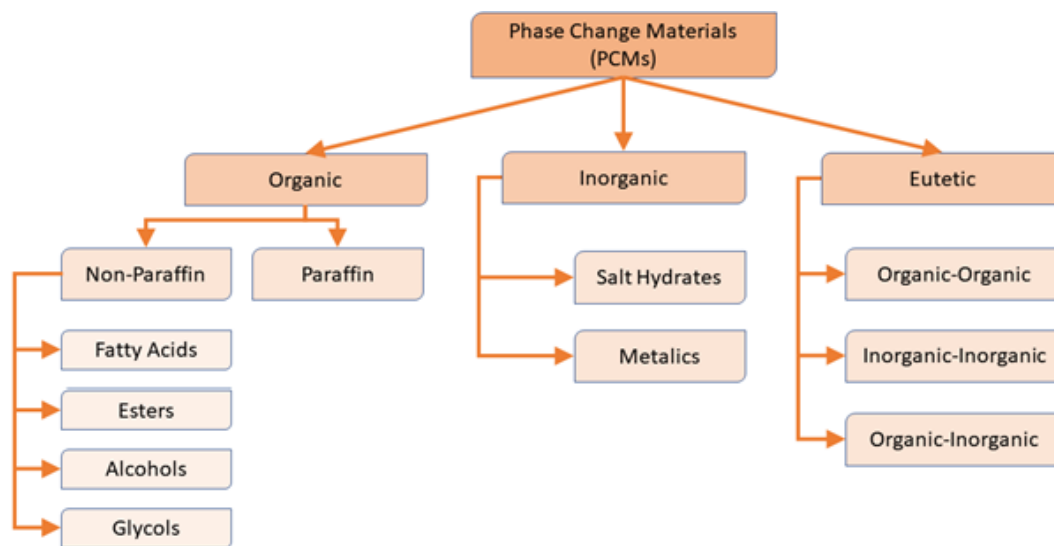 Phase Change Materials
(PCMs)
Organic
Inorganic
Eutetic
Non-Paraffin
Paraffin
Salt Hydrates
Organic-Organic
Fatty Acids
Metalics
Inorganic-Inorganic
Esters
Organic-Inorganic
Alcohols
Glycols